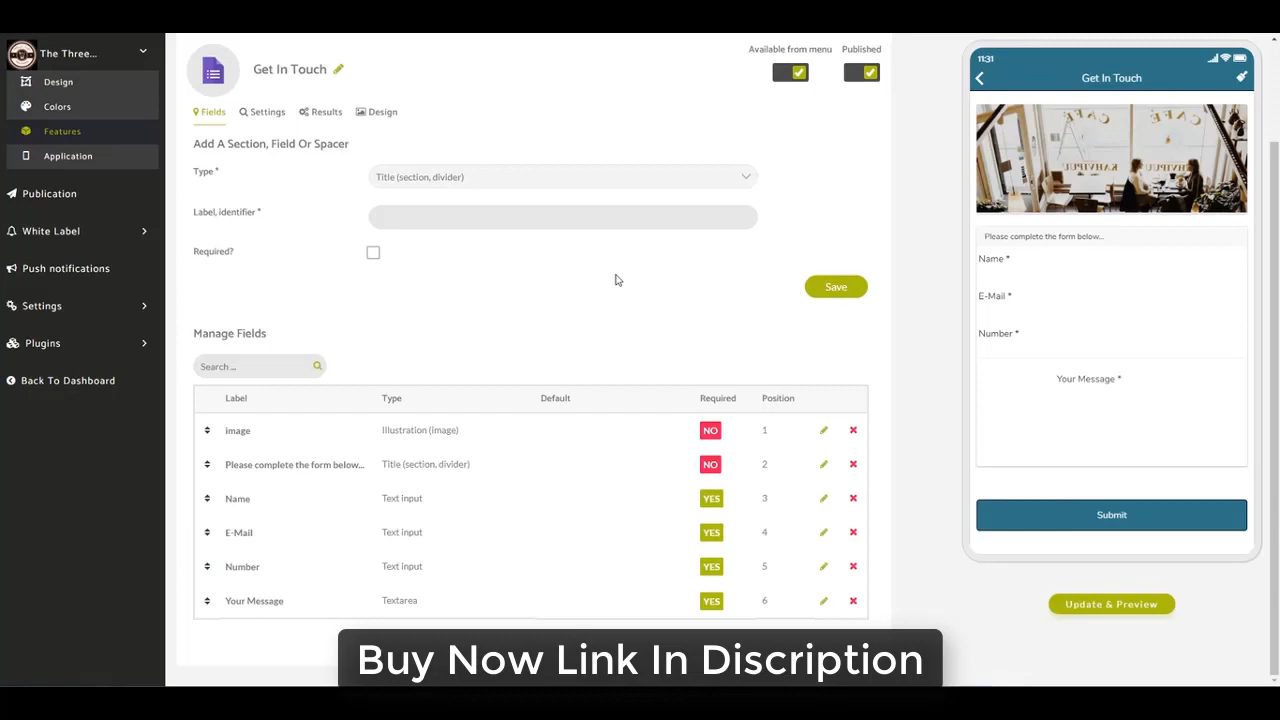 The Three...
Design
Colors
Features
Application
Publication
White Label
Push notifications
Settings
Plugins
Back To Dashboard
Get In Touch
Available from menu
Published
Fields
Settings
Results
Design
Add A Section, Field Or Spacer
Type *
Title (section, divider)
Label, identifier *
Required?
Save
Manage Fields
Search ...
Label Type Default Required Position
image Illustration (Image) NO 1
Please complete the form below... Title (section, divider) NO 2
Name Text input YES 3
E-Mail Text input YES 4
Number Text input YES 5
Your Message Textarea YES 6
11:31
Get In Touch
CAFÉ CAFÉ
Please complete the form below...
Name *
E-Mail *
Number *
Your Message *
Submit
Update & Preview
Buy Now Link In Discription